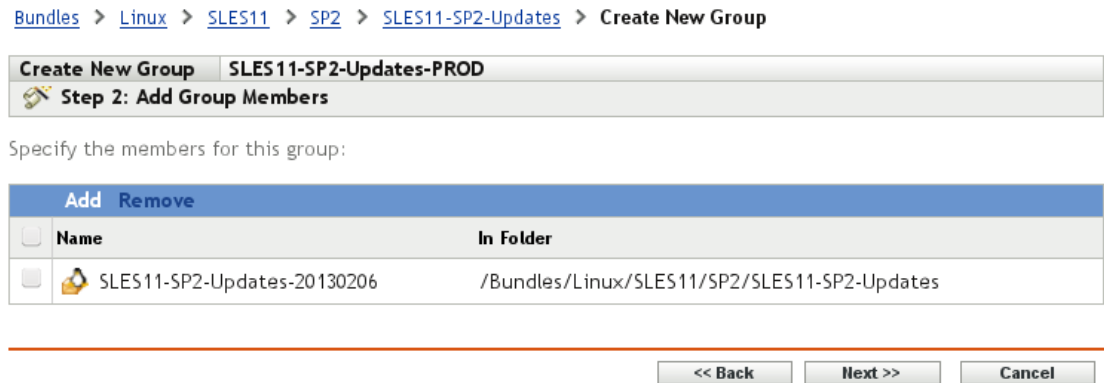 Bundles > Linux > SLES11 > SP2 > SLES11-SP2-Updates > Create New Group
Create New Group SLES11-SP2-Updates-PROD
Step 2: Add Group Members
Specify the members for this group:
Add Remove
Name In Folder
SLES11-SP2-Updates-20130206 /Bundles/Linux/SLES11/SP2/SLES11-SP2-Updates
<< Back Next >> Cancel